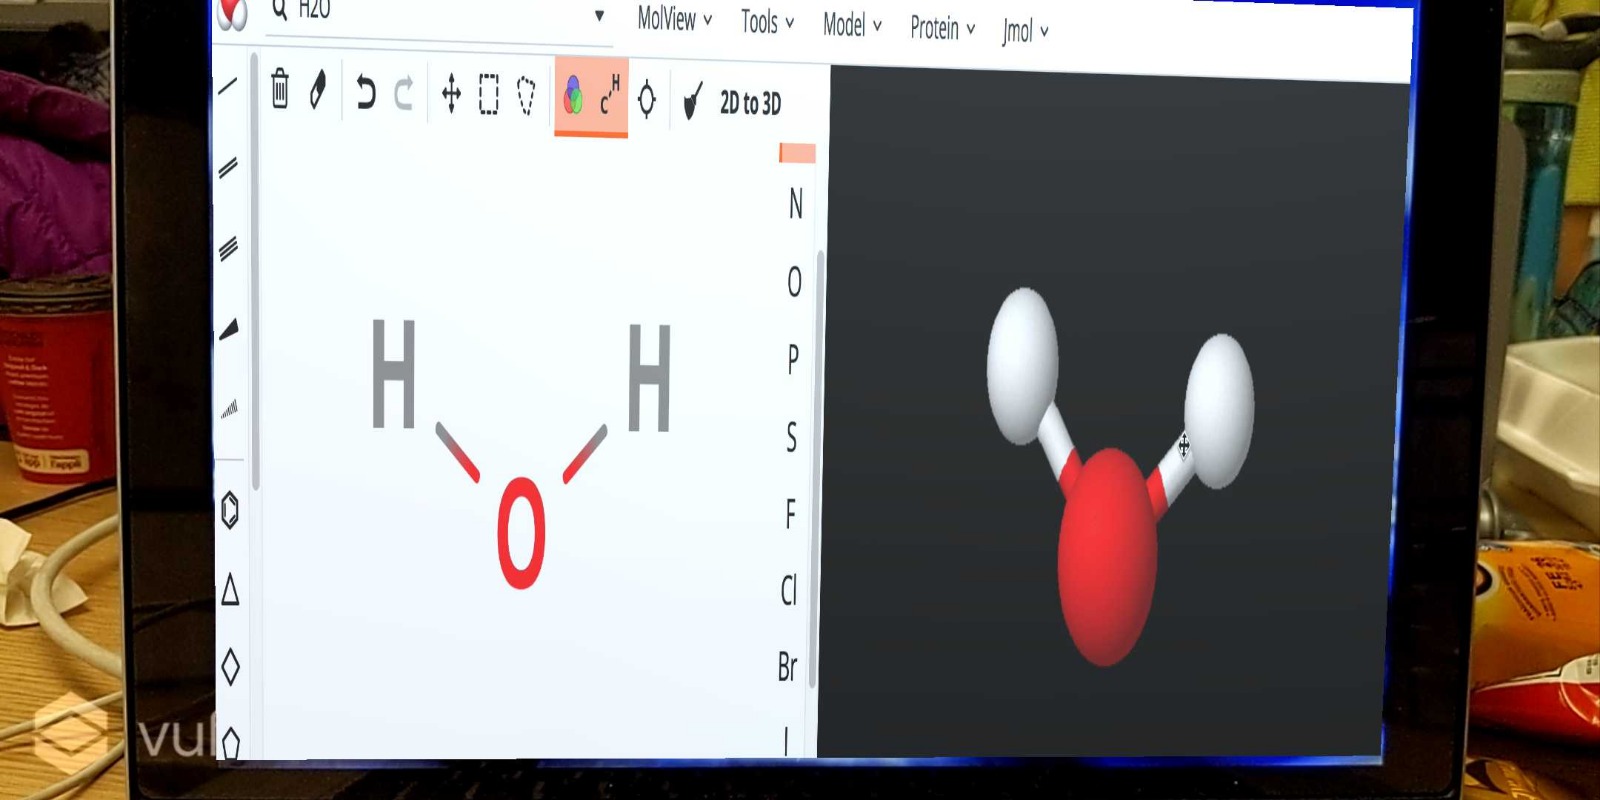 H2O
MolView Tools Model Protein Jmol
C H
2D to 3D
N
O
P
S
F
Cl
Br
I
H H
O
vul